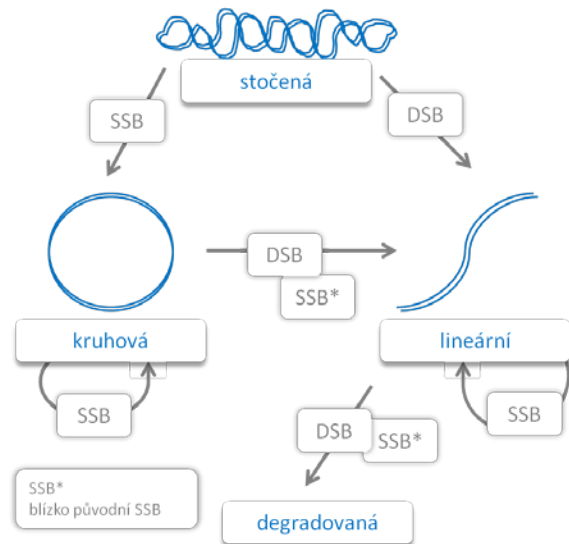 stočená
SSB
DSB
DSB
SSB*
kruhová
lineární
SSB
SSB
DSB
SSB*
SSB*
blízko původní SSB
degradovaná